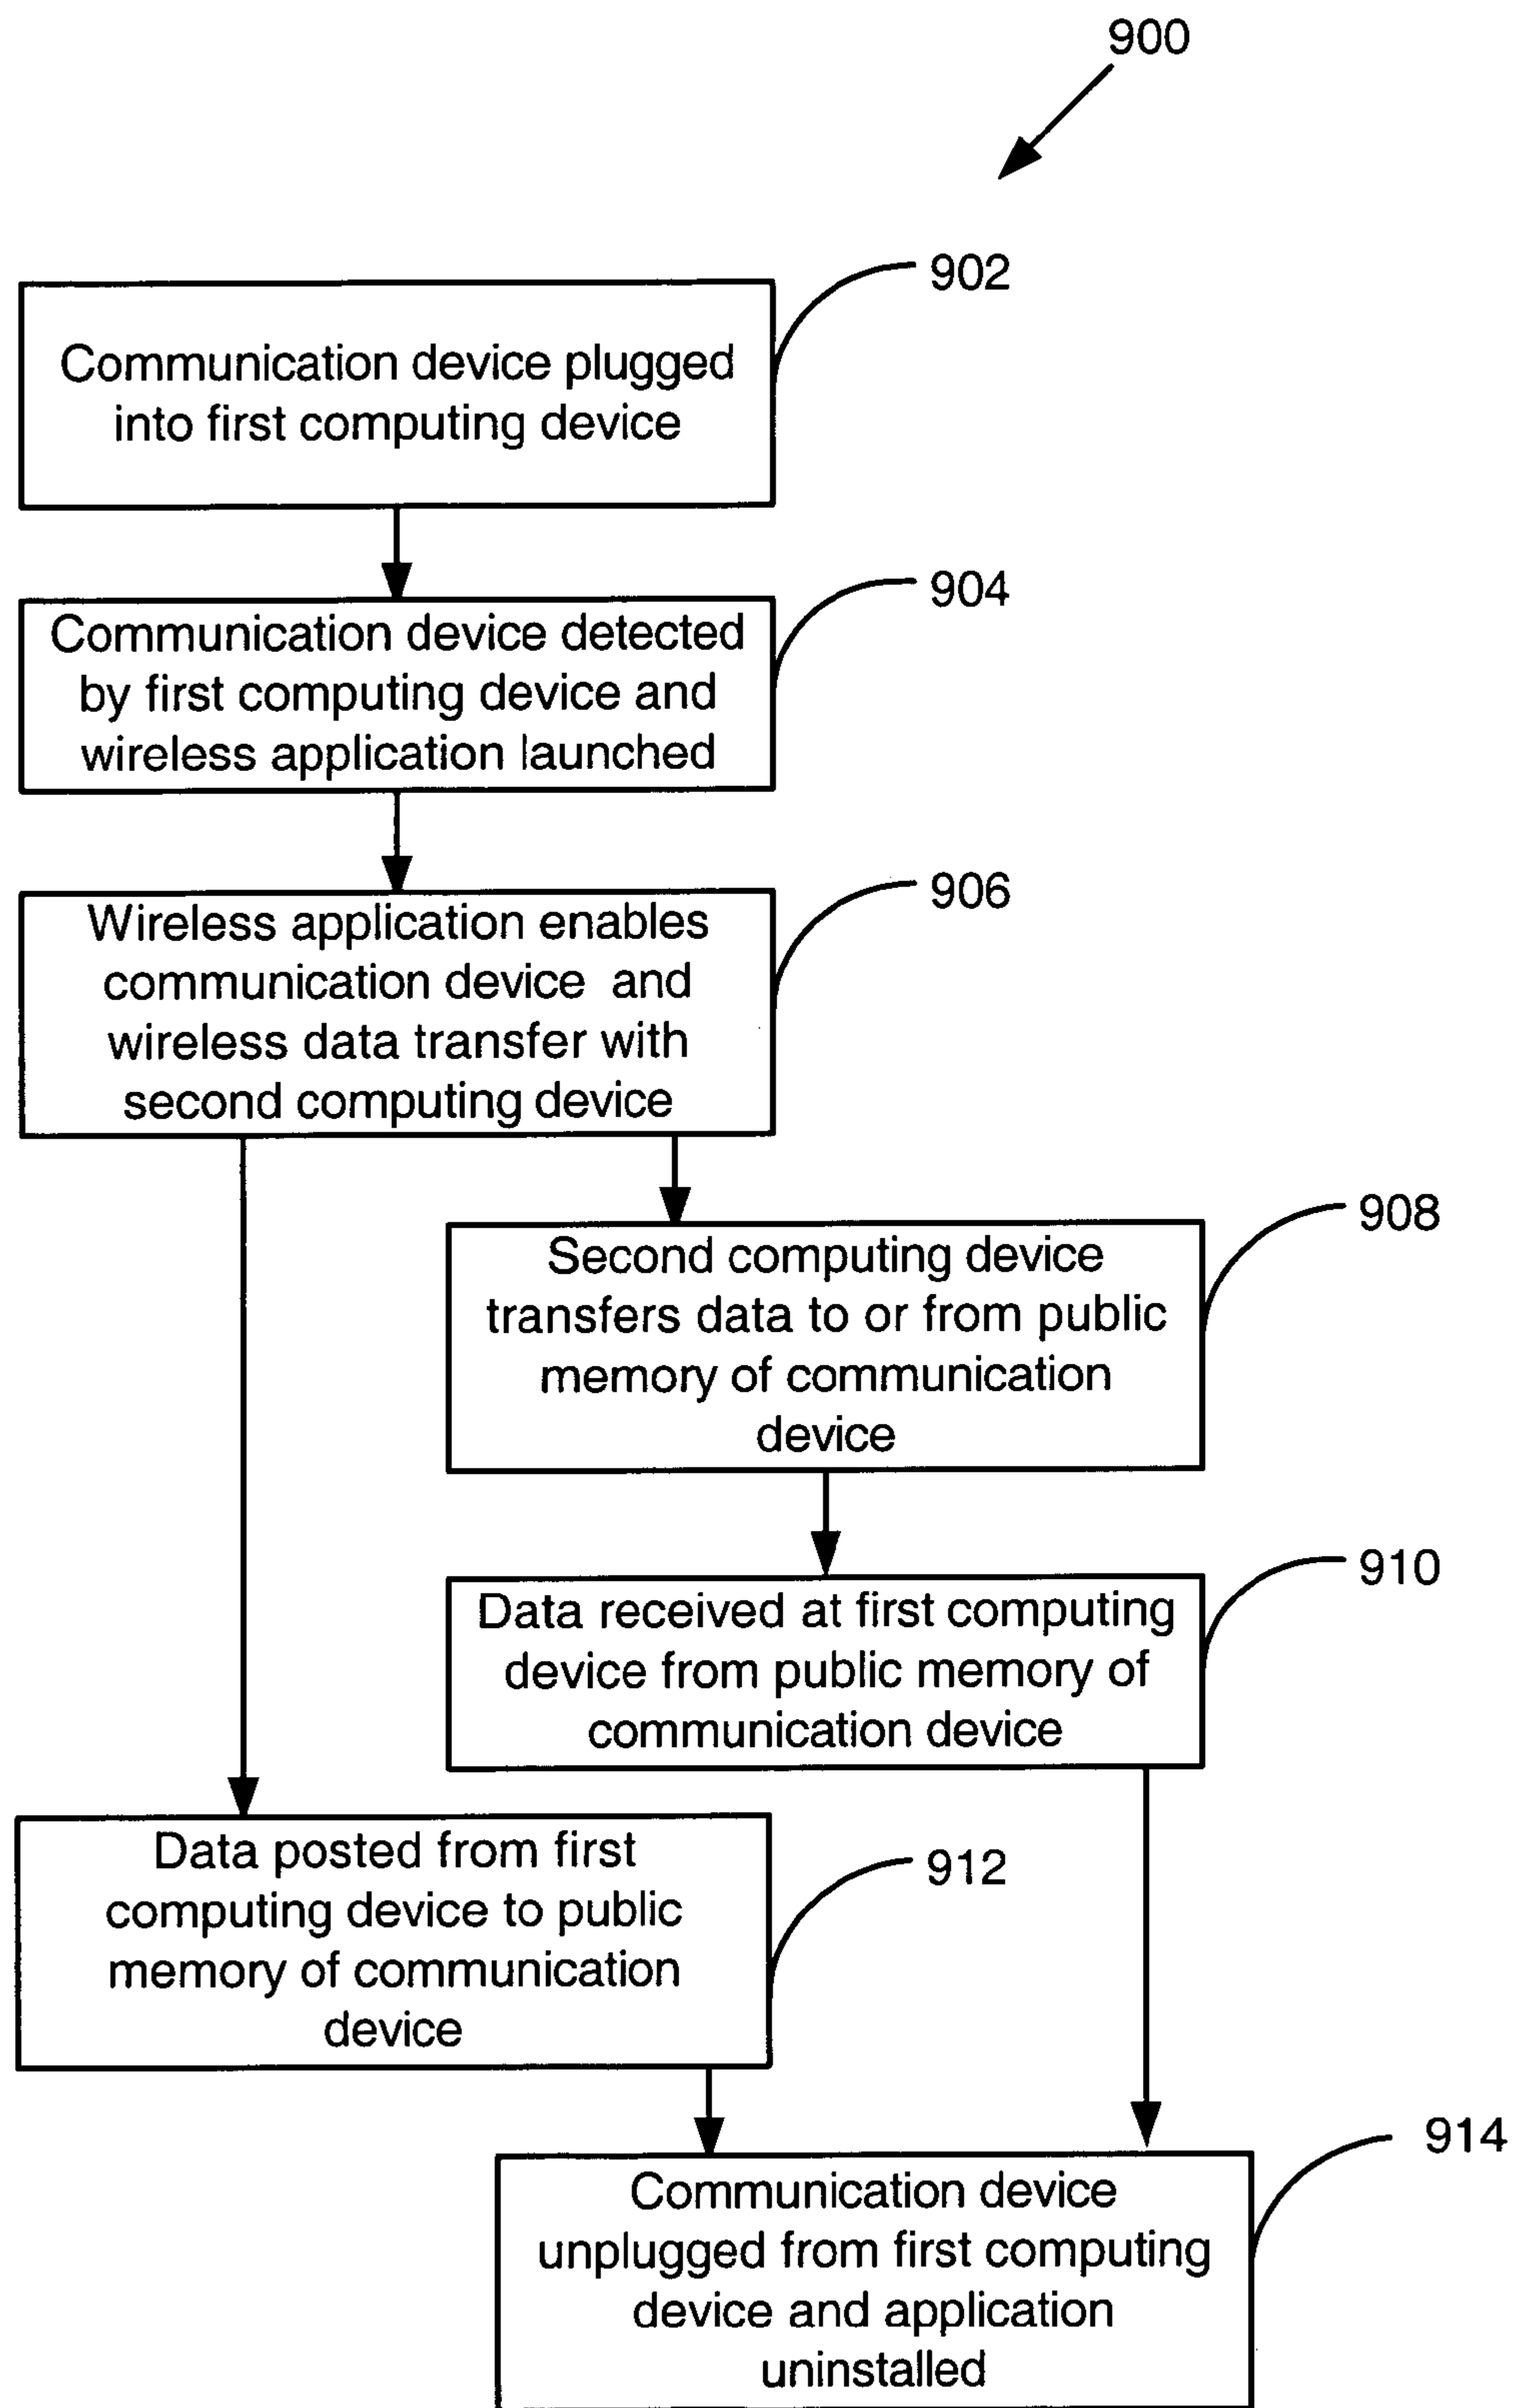 900
902
Communication device plugged
into first computing device
904
Communication device detected
by first computing device and
wireless application launched
906
Wireless application enables
communication device and
wireless data transfer with
second computing device
908
Second computing device
transfers data to or from public
memory of communication
device
910
Data received at first computing
device from public memory of
communication device
912
Data posted from first
computing device to public
memory of communication
device
914
Communication device
unplugged from first computing
device and application
uninstalled